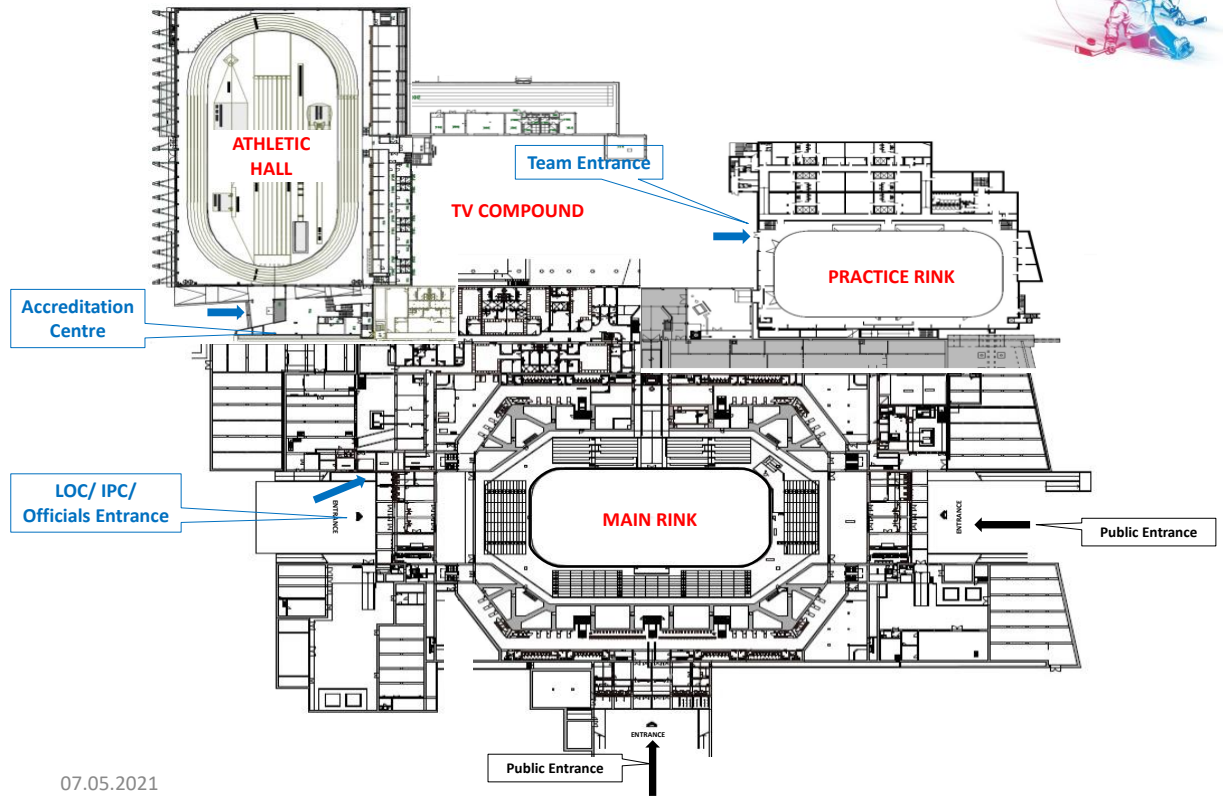 ATHLETIC
HALL
Team Entrance
TV COMPOUND
PRACTICE RINK
Accreditation
Centre
LOC/ IPC/
Officials Entrance
ENTRANCE
MAIN RINK
ENTRANCE
Public Entrance
ENTRANCE
Public Entrance
07.05.2021